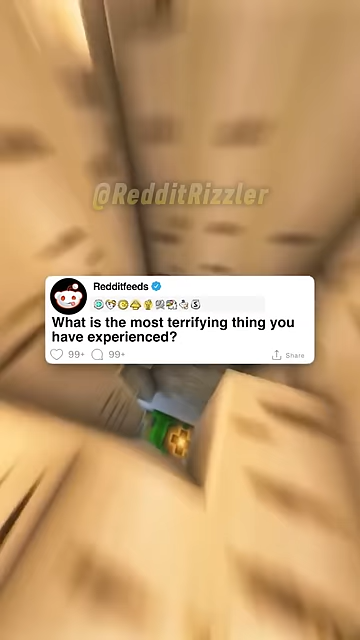 @RedditRizzler
Redditfeeds
What is the most terrifying thing you
have experienced?
99+ 99+ Share